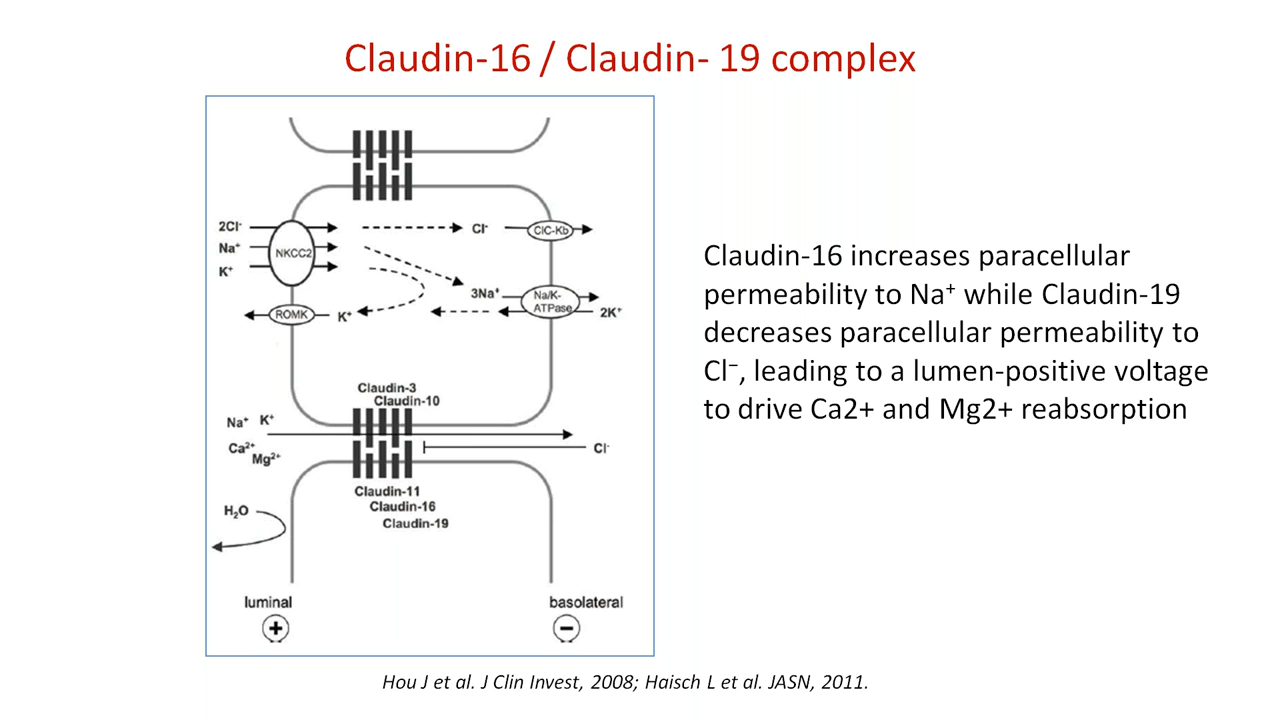 Claudin-16 / Claudin- 19 complex
2Cl⁻
Na⁺
K⁺
NKCC2
Cl⁻
ClC-Kb
3Na⁺
Na/K-
ATPase
2K⁺
ROMK
K⁺
Claudin-3
Claudin-10
Na⁺ K⁺
Ca²⁺
Mg²⁺
Cl⁻
Claudin-11
Claudin-16
Claudin-19
H₂O
luminal
basolateral
+
−
Claudin-16 increases paracellular
permeability to Na⁺ while Claudin-19
decreases paracellular permeability to
Cl⁻, leading to a lumen-positive voltage
to drive Ca2+ and Mg2+ reabsorption
Hou J et al. J Clin Invest, 2008; Haisch L et al. JASN, 2011.